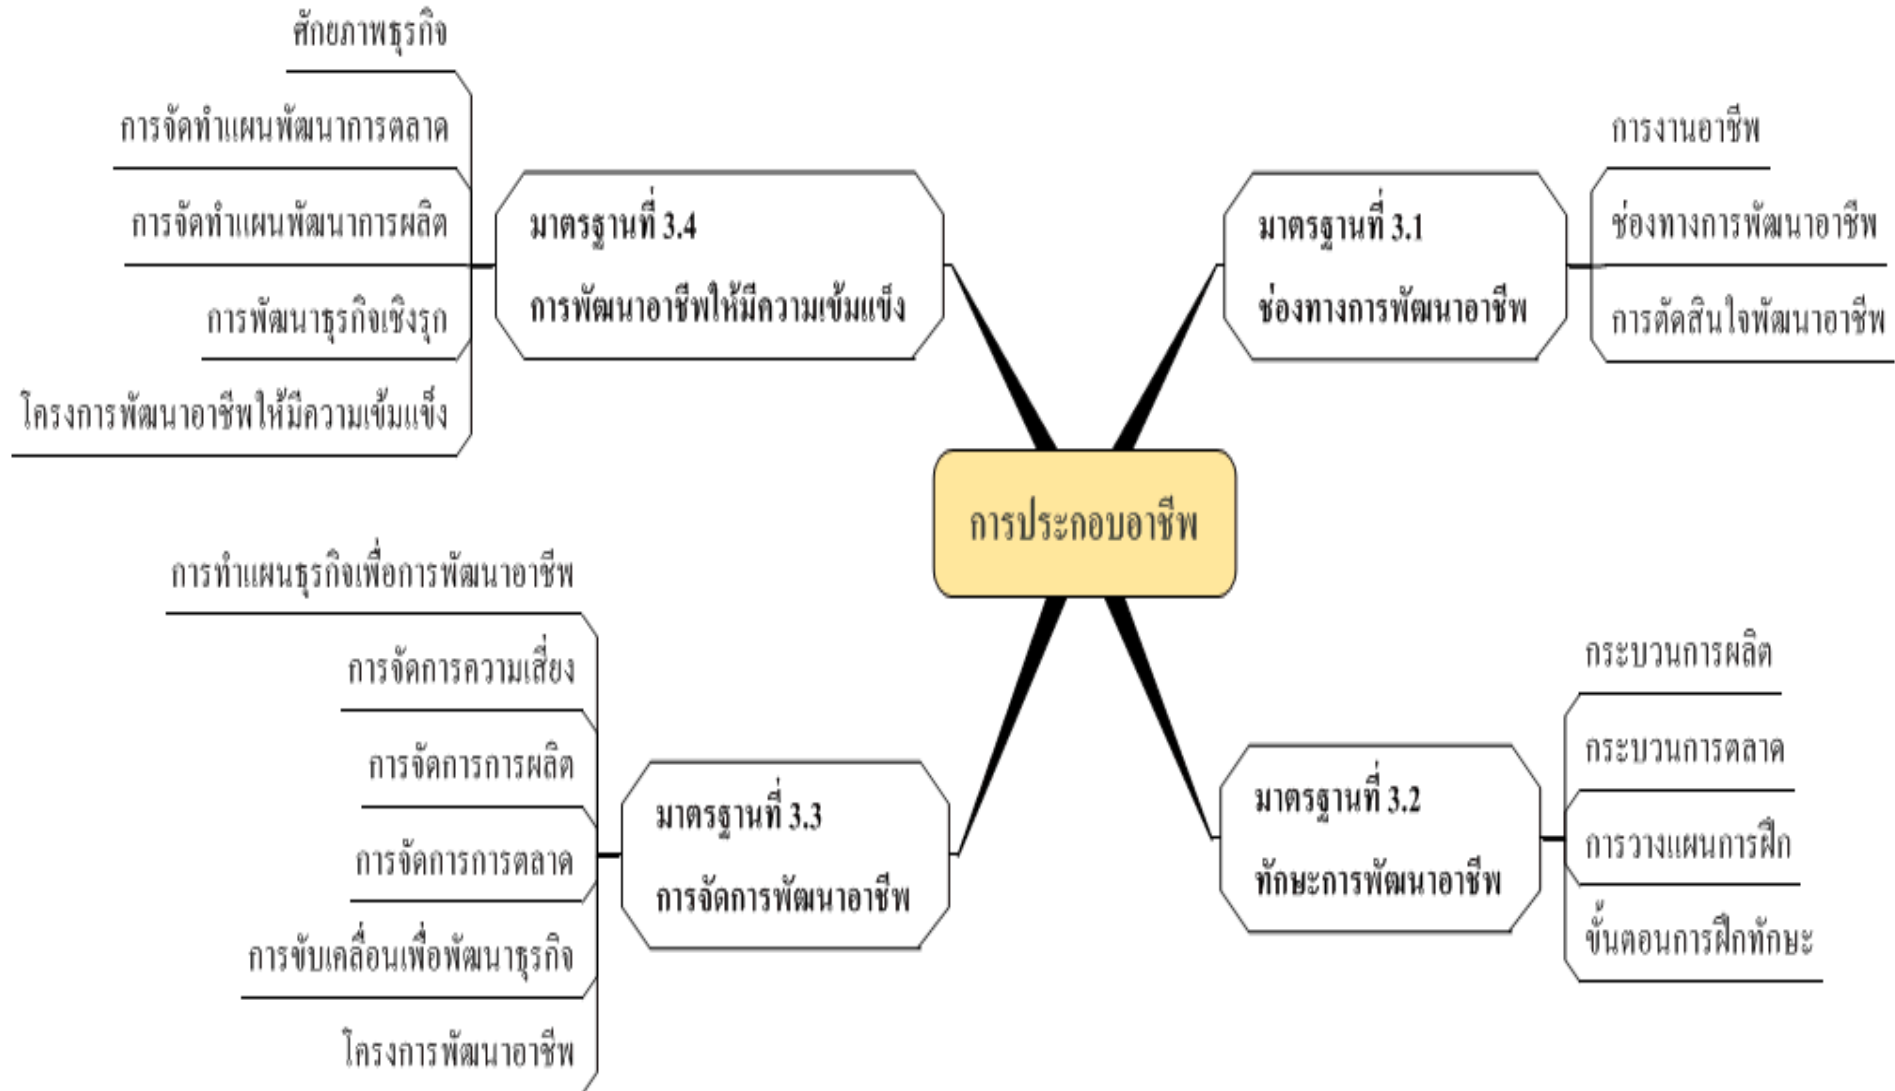 ศักยภาพธุรกิจ
การจัดทำแผนพัฒนาการตลาด
การจัดทำแผนพัฒนาการผลิต
การพัฒนาธุรกิจเชิงรุก
โครงการพัฒนาอาชีพให้มีความเข้มแข็ง
มาตรฐานที่ 3.4
การพัฒนาอาชีพให้มีความเข้มแข็ง
มาตรฐานที่ 3.1
ช่องทางการพัฒนาอาชีพ
การงานอาชีพ
ช่องทางการพัฒนาอาชีพ
การตัดสินใจพัฒนาอาชีพ
การประกอบอาชีพ
การทำแผนธุรกิจเพื่อการพัฒนาอาชีพ
การจัดการความเสี่ยง
การจัดการการผลิต
การจัดการการตลาด
การขับเคลื่อนเพื่อพัฒนาธุรกิจ
โครงการพัฒนาอาชีพ
มาตรฐานที่ 3.3
การจัดการพัฒนาอาชีพ
มาตรฐานที่ 3.2
ทักษะการพัฒนาอาชีพ
กระบวนการผลิต
กระบวนการตลาด
การวางแผนการฝึก
ขั้นตอนการฝึกทักษะ